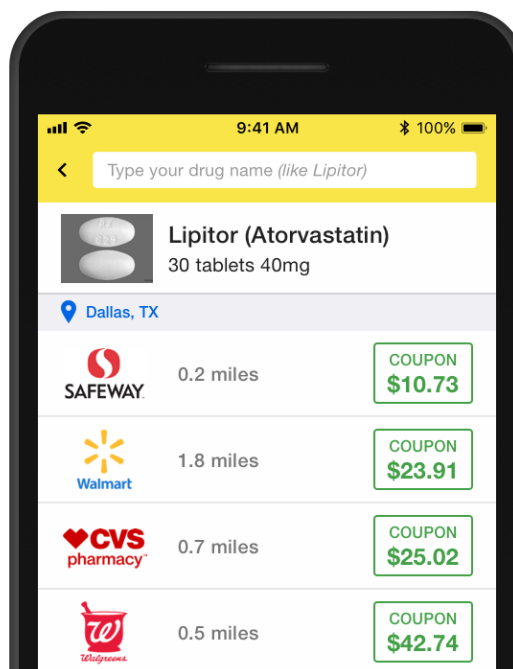 9:41 AM
100%
Type your drug name (like Lipitor)
Lipitor (Atorvastatin)
30 tablets 40mg
Dallas, TX
SAFEWAY
0.2 miles
COUPON
$10.73
Walmart
1.8 miles
COUPON
$23.91
CVS
pharmacy
0.7 miles
COUPON
$25.02
Walgreens
0.5 miles
COUPON
$42.74